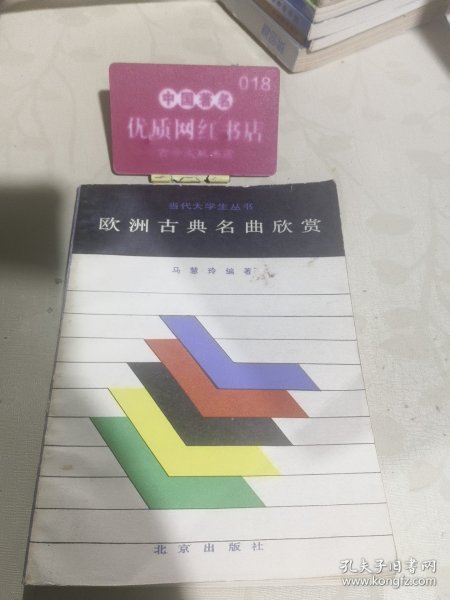 018
中国著名
优质网红书店
当代大学生丛书
欧洲古典名曲欣赏
马慧玲编著
北京出版社
孔夫子旧书网
www.kongfz.com